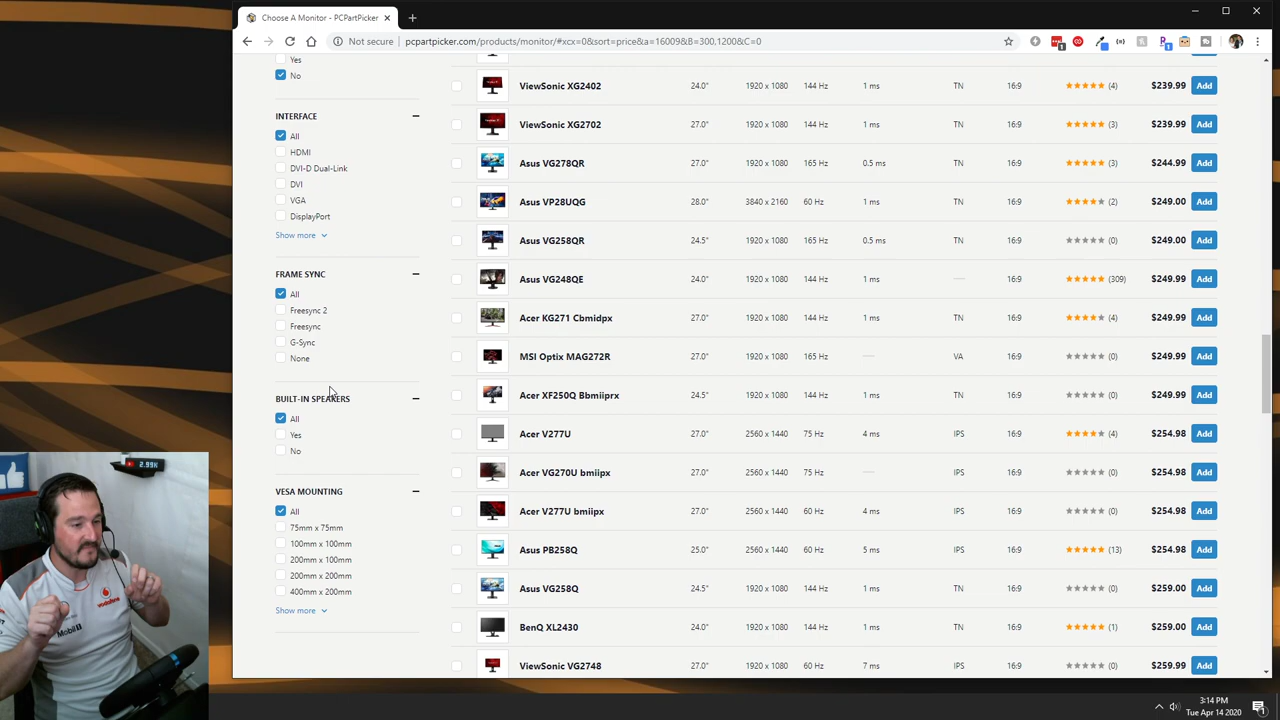 Choose A Monitor - PCPartPicker
Not secure | pcpartpicker.com/products/monitor/#xcx=0&sort=price&a=16009&B=300,1200&C=0
Yes
No
INTERFACE
All
HDMI
DVI-D Dual-Link
DVI
VGA
DisplayPort
Show more
FRAME SYNC
All
Freesync 2
Freesync
G-Sync
None
BUILT-IN SPEAKERS
All
Yes
No
VESA MOUNTING
All
75mm x 75mm
100mm x 100mm
200mm x 100mm
200mm x 200mm
400mm x 200mm
Show more
ViewSonic XG2402 24.0" 1920 x 1080 144 Hz 1 ms TN 16:9 (4) $239.99 Add
ViewSonic XG2702 27.0" 1920 x 1080 144 Hz 1 ms TN 16:9 (4) $239.99 Add
Asus VG278QR 27.0" 1920 x 1080 165 Hz 0.5 ms TN 16:9 (3) $244.99 Add
Asus VP28UQG 28.0" 3840 x 2160 60 Hz 1 ms TN 16:9 (2) $249.00 Add
Asus VG258QR 24.5" 1920 x 1080 165 Hz 0.5 ms TN 16:9 (0) $249.00 Add
Asus VG248QE 24.0" 1920 x 1080 144 Hz 1 ms 16:9 (309) $249.99 Add
Acer KG271 Cbmidpx 27.0" 1920 x 1080 144 Hz 1 ms TN 16:9 (4) $249.99 Add
MSI Optix MAG272R 27.0" 1920 x 1080 165 Hz VA 16:9 (0) $249.99 Add
Acer XF250Q Bbmiiprx 24.5" 1920 x 1080 144 Hz 1 ms TN 16:9 (0) $249.99 Add
Acer V277U 27.0" 2560 x 1440 75 Hz 4 ms IPS 16:9 (4) $254.98 Add
Acer VG270U bmiipx 27.0" 2560 x 1440 75 Hz IPS 16:9 (0) $254.98 Add
Acer V277U bmiipx 27.0" 2560 x 1440 60 Hz 4 ms IPS 16:9 (0) $254.98 Add
Asus PB258Q 25.0" 2560 x 1440 60 Hz 5 ms IPS 16:9 (13) $254.98 Add
Asus VG258Q 24.5" 1920 x 1080 144 Hz 1 ms TN 16:9 (0) $259.00 Add
BenQ XL2430 24.0" 1920 x 1080 144 Hz 1 ms TN 16:9 (1) $259.00 Add
ViewSonic VG2748 27.0" 1920 x 1080 60 Hz 7 ms IPS 16:9 (0) $259.99 Add
2.99K
vodafone
Mobil 1
3:14 PM
Tue Apr 14 2020